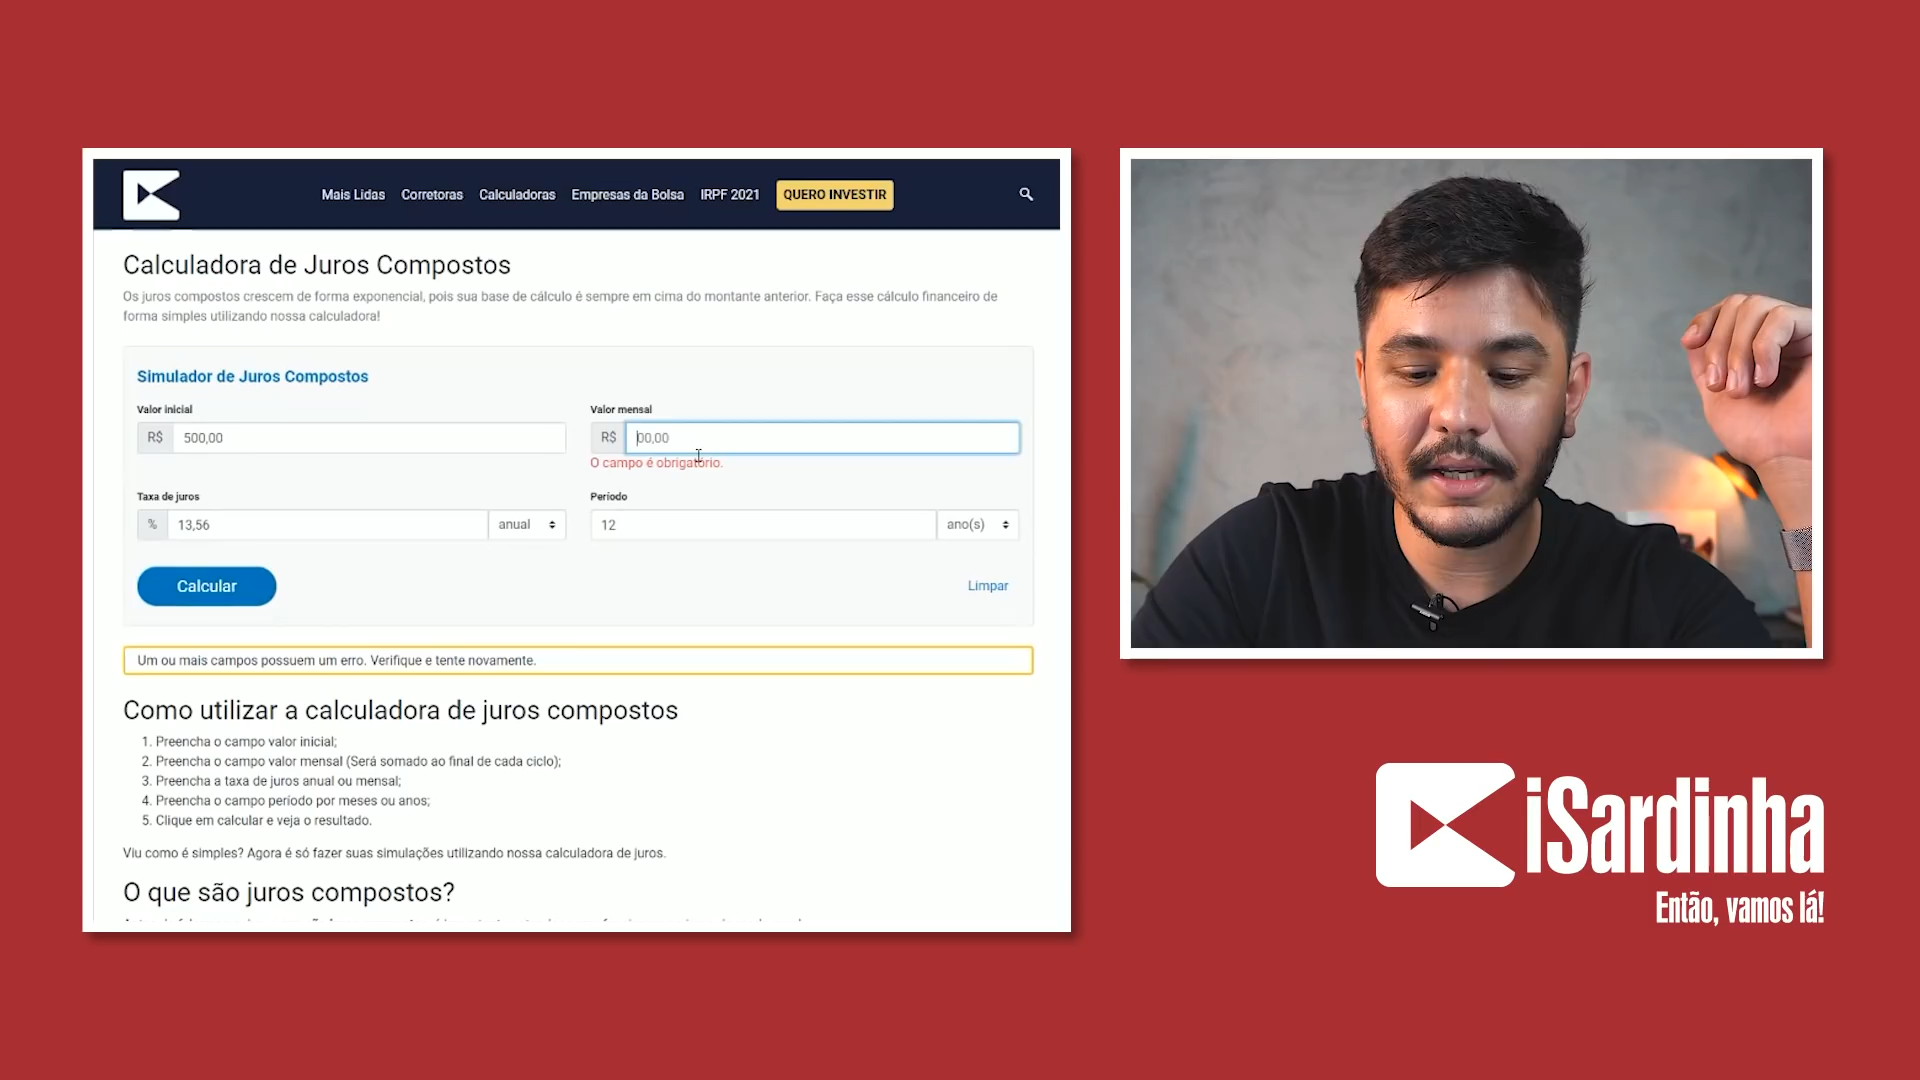 Mais Lidas Corretoras Calculadoras Empresas da Bolsa IRPF 2021 QUERO INVESTIR
Calculadora de Juros Compostos
Os juros compostos crescem de forma exponencial, pois sua base de cálculo é sempre em cima do montante anterior. Faça esse cálculo financeiro de
forma simples utilizando nossa calculadora!
Simulador de Juros Compostos
Valor inicial
R$ 500,00
Valor mensal
R$ 00,00
O campo é obrigatório.
Taxa de juros
% 13,56 anual
Período
12 ano(s)
Calcular
Limpar
Um ou mais campos possuem um erro. Verifique e tente novamente.
Como utilizar a calculadora de juros compostos
1. Preencha o campo valor inicial;
2. Preencha o campo valor mensal (Será somado ao final de cada ciclo);
3. Preencha a taxa de juros anual ou mensal;
4. Preencha o campo período por meses ou anos;
5. Clique em calcular e veja o resultado.
Viu como é simples? Agora é só fazer suas simulações utilizando nossa calculadora de juros.
O que são juros compostos?
iSardinha
Então, vamos lá!